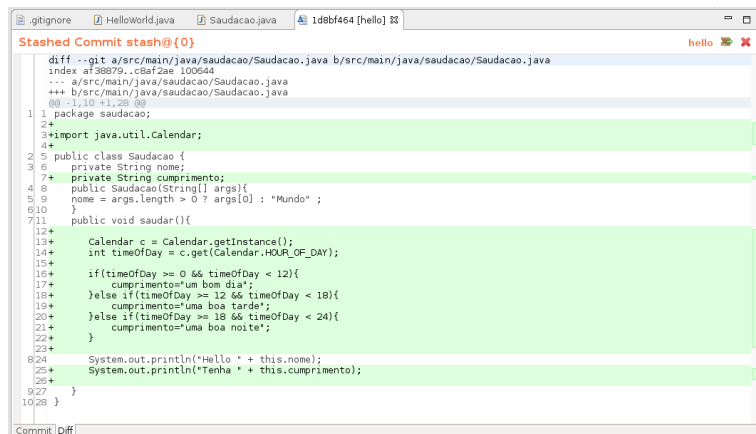 .gitignore HelloWorld.java Saudacao.java 1d8bf464 [hello]
Stashed Commit stash@{0} hello
diff --git a/src/main/java/saudacao/Saudacao.java b/src/main/java/saudacao/Saudacao.java
index af38879..c8af2ae 100644
--- a/src/main/java/saudacao/Saudacao.java
+++ b/src/main/java/saudacao/Saudacao.java
@@ -1,10 +1,28 @@
1 1 package saudacao;
2+
3+import java.util.Calendar;
4+
2 5 public class Saudacao {
3 6 private String nome;
7+ private String cumprimento;
4 8 public Saudacao(String[] args){
5 9 nome = args.length > 0 ? args[0] : "Mundo" ;
6 10 }
7 11 public void saudar(){
12+
13+ Calendar c = Calendar.getInstance();
14+ int timeOfDay = c.get(Calendar.HOUR_OF_DAY);
15+
16+ if(timeOfDay >= 0 && timeOfDay < 12){
17+ cumprimento="um bom dia";
18+ }else if(timeOfDay >= 12 && timeOfDay < 18){
19+ cumprimento="uma boa tarde";
20+ }else if(timeOfDay >= 18 && timeOfDay < 24){
21+ cumprimento="uma boa noite";
22+ }
23+
8 24 System.out.println("Hello " + this.nome);
25+ System.out.println("Tenha " + this.cumprimento);
26+
9 27 }
10 28 }
Commit Diff